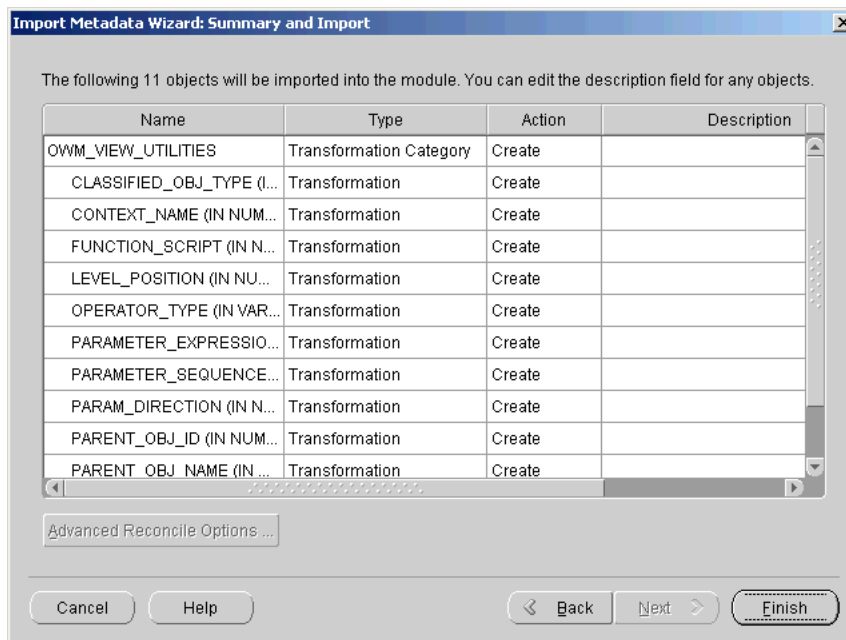 Import Metadata Wizard: Summary and Import
The following 11 objects will be imported into the module. You can edit the description field for any objects.
Name Type Action Description
OWM_VIEW_UTILITIES Transformation Category Create
CLASSIFIED_OBJ_TYPE (I... Transformation Create
CONTEXT_NAME (IN NUM... Transformation Create
FUNCTION_SCRIPT (IN N... Transformation Create
LEVEL_POSITION (IN NU... Transformation Create
OPERATOR_TYPE (IN VAR... Transformation Create
PARAMETER_EXPRESSIO... Transformation Create
PARAMETER_SEQUENCE... Transformation Create
PARAM_DIRECTION (IN N... Transformation Create
PARENT_OBJ_ID (IN NUM... Transformation Create
PARENT_OBJ_NAME (IN ... Transformation Create
Advanced Reconcile Options ...
Cancel Help Back Next Finish